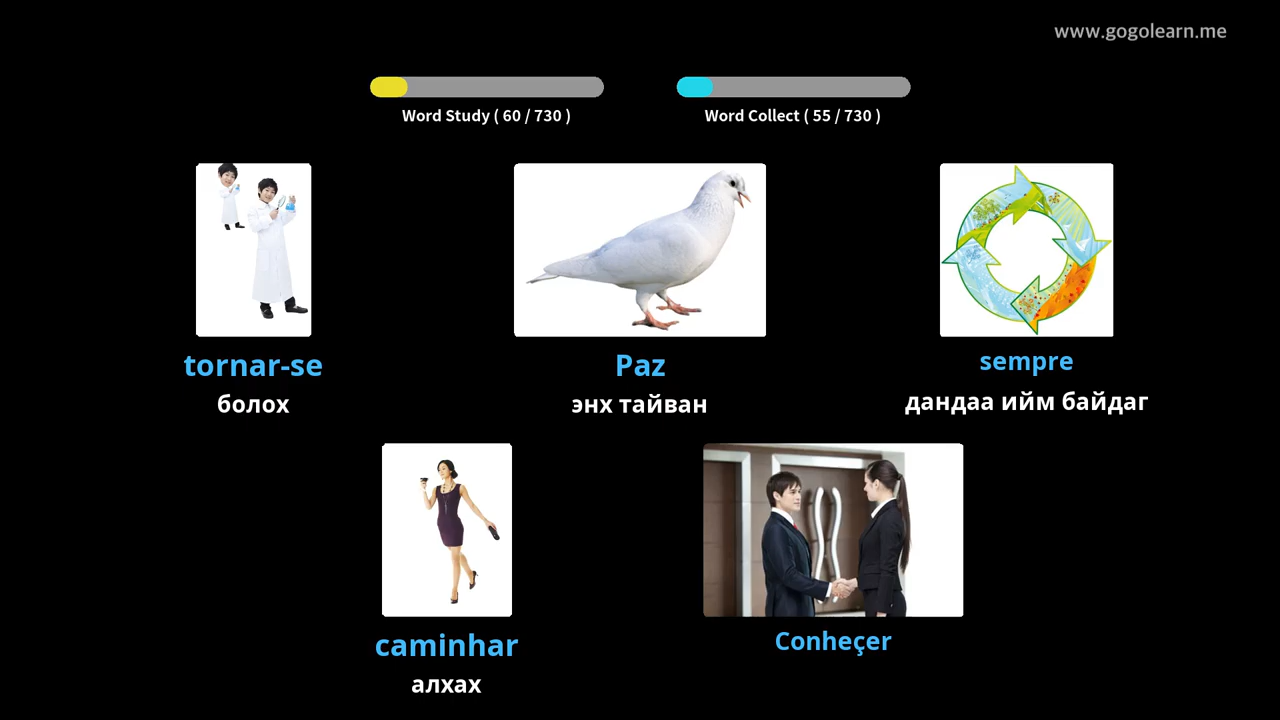 www.gogolearn.me
Word Study ( 60 / 730 )
Word Collect ( 55 / 730 )
tornar-se
болох
Paz
энх тайван
sempre
дандаа ийм байдаг
caminhar
алхах
Conheçer